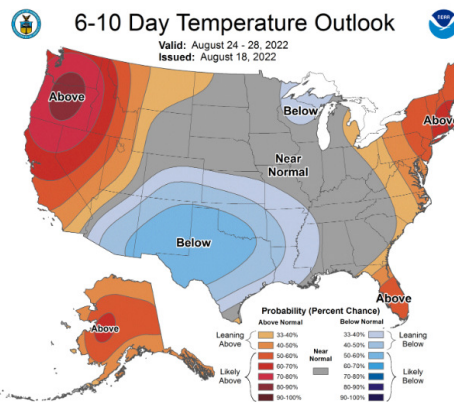 6-10 Day Temperature Outlook
Valid: August 24 - 28, 2022
Issued: August 18, 2022
Above
Below
Above
Near
Normal
Below
Above
Above
Probability (Percent Chance)
Above Normal
Below Normal
Leaning
Above
33-40%
40-50%
50-60%
Likely
Above
60-70%
70-80%
80-90%
90-100%
Near
Normal
33-40%
40-50%
50-60%
Leaning
Below
60-70%
70-80%
80-90%
90-100%
Likely
Below